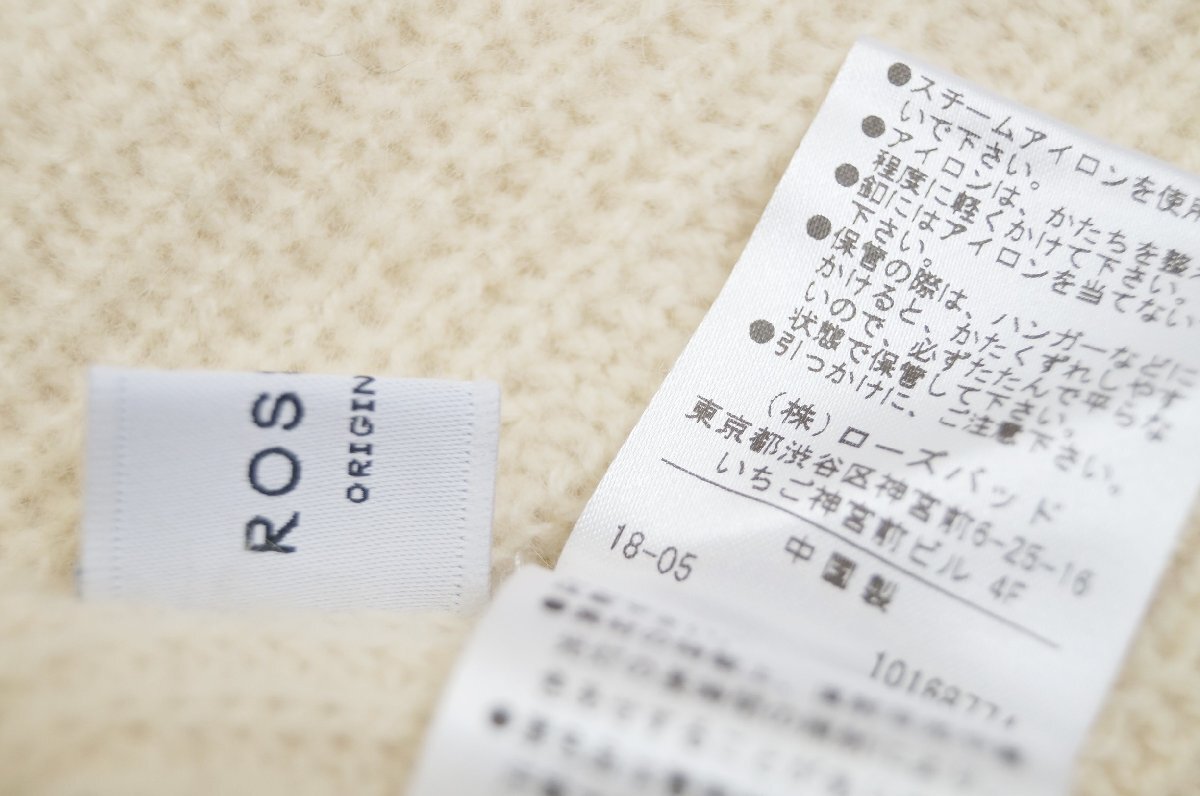 ROS
ORIGIN
●スチームアイロンを使用
いで下さい。
●アイロンは、かたちを整
程度に軽くかけて下さい。
●釦にはアイロンを当てない
下さい。
●保管の際は、ハンガーなどに
かけると、かたくずれしやす
いので、必ずたたんで平らな
状態で保管して下さい。
●引っかけに、ご注意下さい。
(株)ローズバッド
東京都渋谷区神宮前6-25-16
いちご神宮前ビル 4F
18-05
中国製